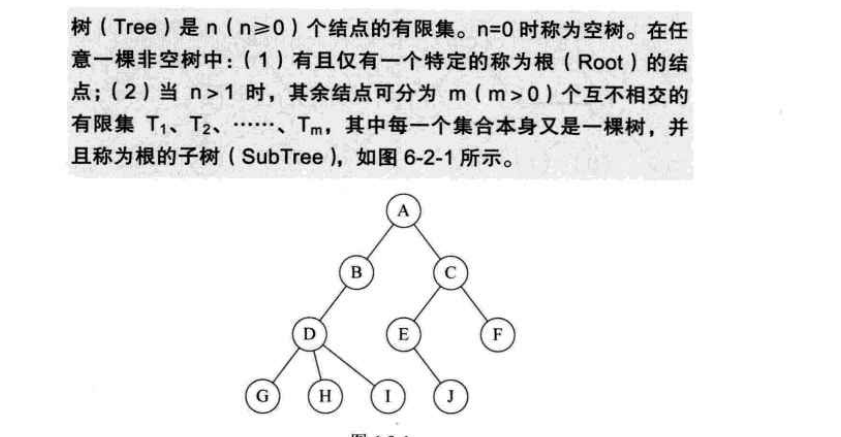 树（Tree）是 n（n≥0）个结点的有限集。n=0 时称为空树。在任
意一棵非空树中：（1）有且仅有一个特定的称为根（Root）的结
点；（2）当 n>1 时，其余结点可分为 m（m>0）个互不相交的
有限集 T₁、T₂、……、Tₘ，其中每一个集合本身又是一棵树，并
且称为根的子树（SubTree），如图 6-2-1 所示。
A
B C
D E F
G H I J